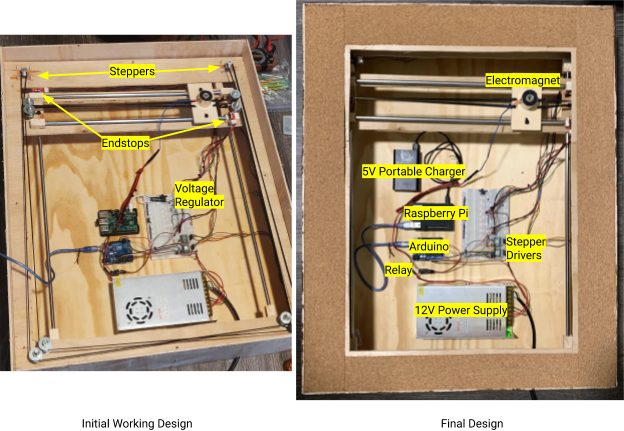 Steppers
Endstops
Voltage
Regulator
Electromagnet
5V Portable Charger
Raspberry Pi
Arduino
Stepper
Drivers
Relay
12V Power Supply
Initial Working Design
Final Design